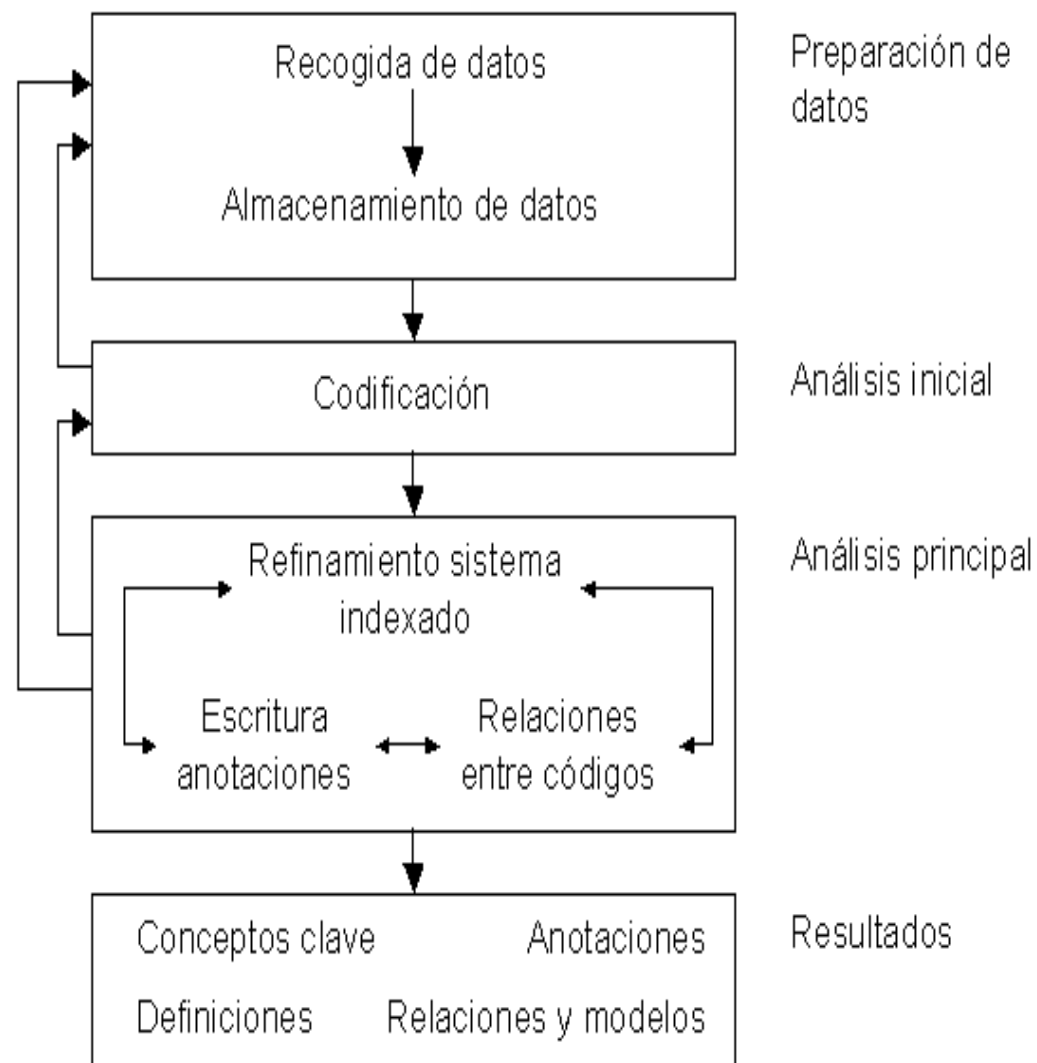 Recogida de datos
Preparación de
datos
Almacenamiento de datos
Codificación
Análisis inicial
Refinamiento sistema
indexado
Análisis principal
Escritura
anotaciones
Relaciones
entre códigos
Conceptos clave
Anotaciones
Resultados
Definiciones
Relaciones y modelos